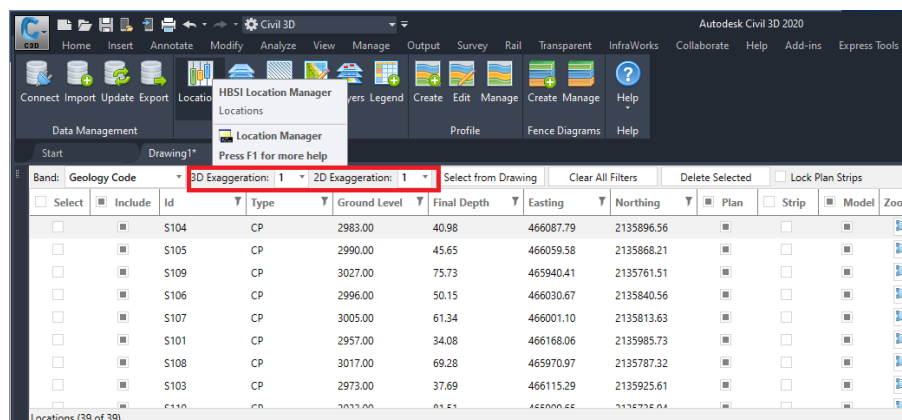 Civil 3D
Autodesk Civil 3D 2020
C3D Home Insert Annotate Modify Analyze View Manage Output Survey Rail Transparent InfraWorks Collaborate Help Add-ins Express Tools
Connect Import Update Export Locatio yers Legend Create Edit Manage Create Manage Help
HBSI Location Manager
Locations
Location Manager
Press F1 for more help
Data Management Profile Fence Diagrams Help
Start Drawing1*
Band: Geology Code 3D Exaggeration: 1 2D Exaggeration: 1 Select from Drawing Clear All Filters Delete Selected Lock Plan Strips
Select Include Id Type Ground Level Final Depth Easting Northing Plan Strip Model Zoo
S104 CP 2983.00 40.98 466087.79 2135896.56
S105 CP 2990.00 45.65 466059.58 2135868.21
S109 CP 3027.00 75.73 465940.41 2135761.51
S106 CP 2996.00 50.15 466030.67 2135840.56
S107 CP 3005.00 61.34 466001.10 2135813.63
S101 CP 2957.00 34.08 466168.06 2135985.73
S108 CP 3017.00 69.28 465970.97 2135787.32
S103 CP 2973.00 37.69 466115.29 2135925.61
S110 CP
Locations (39 of 39)